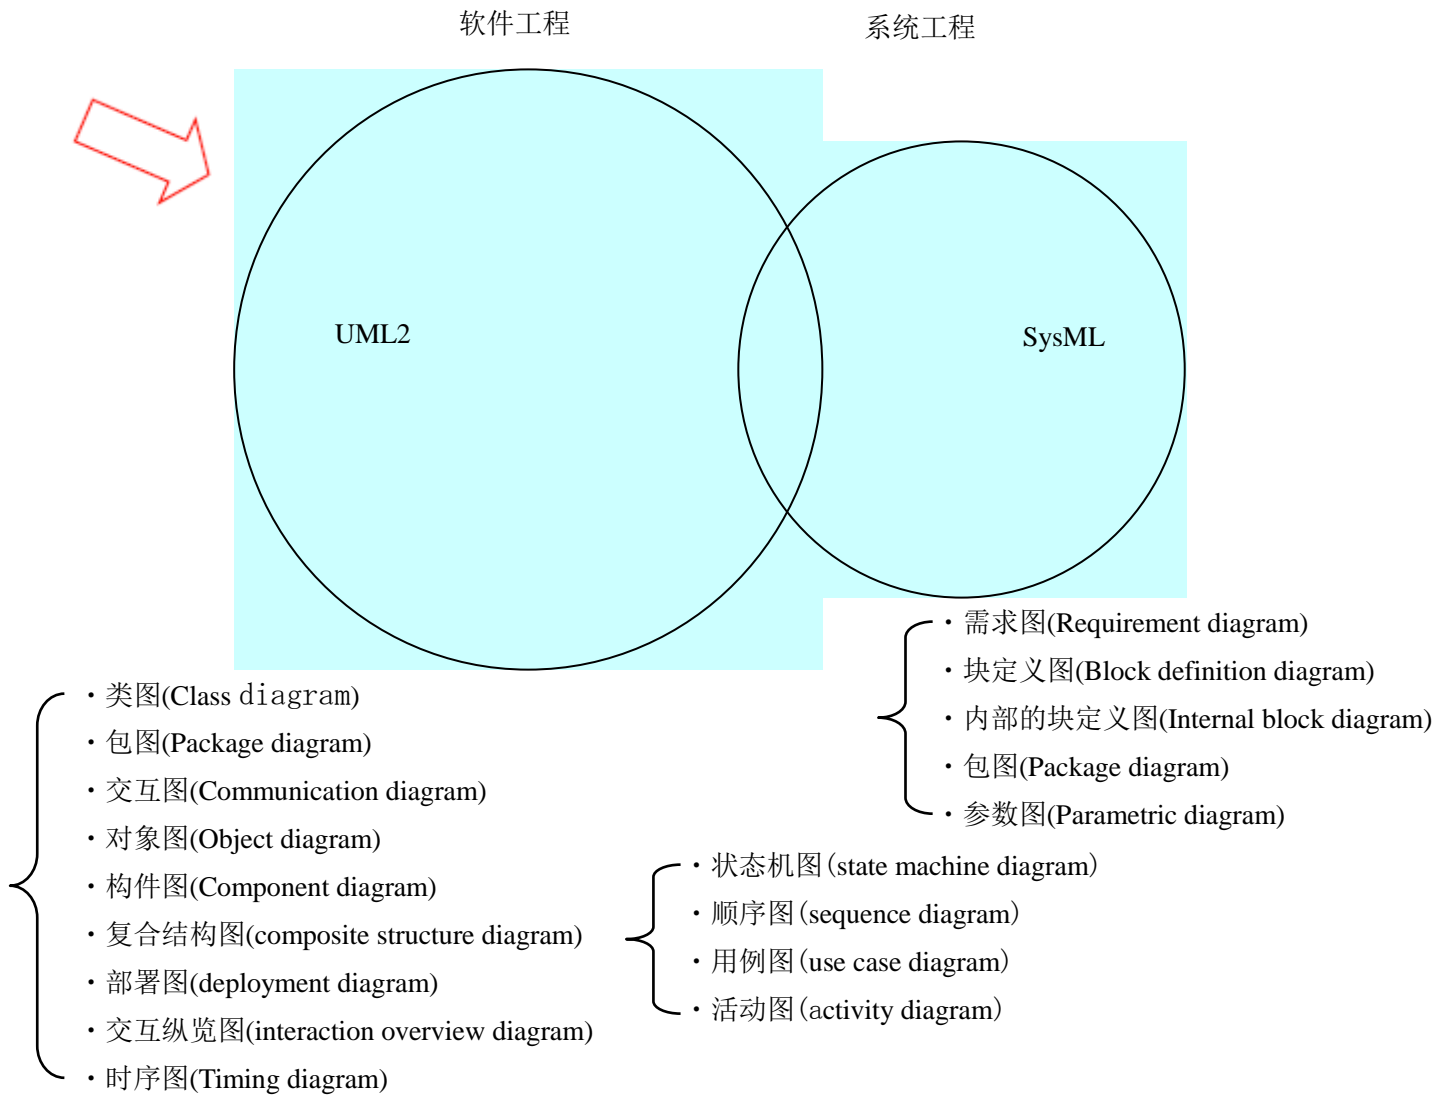 软件工程
系统工程
UML2
SysML
・需求图(Requirement diagram)
・块定义图(Block definition diagram)
・内部的块定义图(Internal block diagram)
・包图(Package diagram)
・参数图(Parametric diagram)
・类图(Class diagram)
・包图(Package diagram)
・交互图(Communication diagram)
・对象图(Object diagram)
・构件图(Component diagram)
・复合结构图(composite structure diagram)
・部署图(deployment diagram)
・交互纵览图(interaction overview diagram)
・时序图(Timing diagram)
・状态机图(state machine diagram)
・顺序图(sequence diagram)
・用例图(use case diagram)
・活动图(activity diagram)